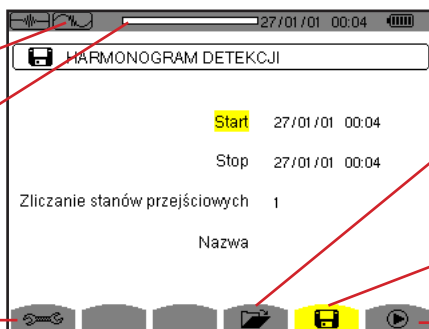 27/01/01 00:04
HARMONOGRAM DETEKCJI
Start 27/01/01 00:04
Stop 27/01/01 00:04
Zliczanie stanów przejściowych 1
Nazwa